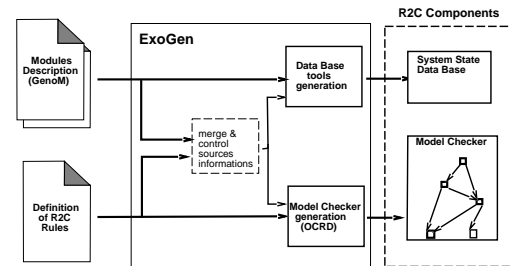 R2C Components
ExoGen
Modules
Description
(GenoM)
Data Base
tools
generation
System State
Data Base
merge &
control
sources
informations
Model Checker
Definition
of R2C
Rules
Model Checker
generation
(OCRD)